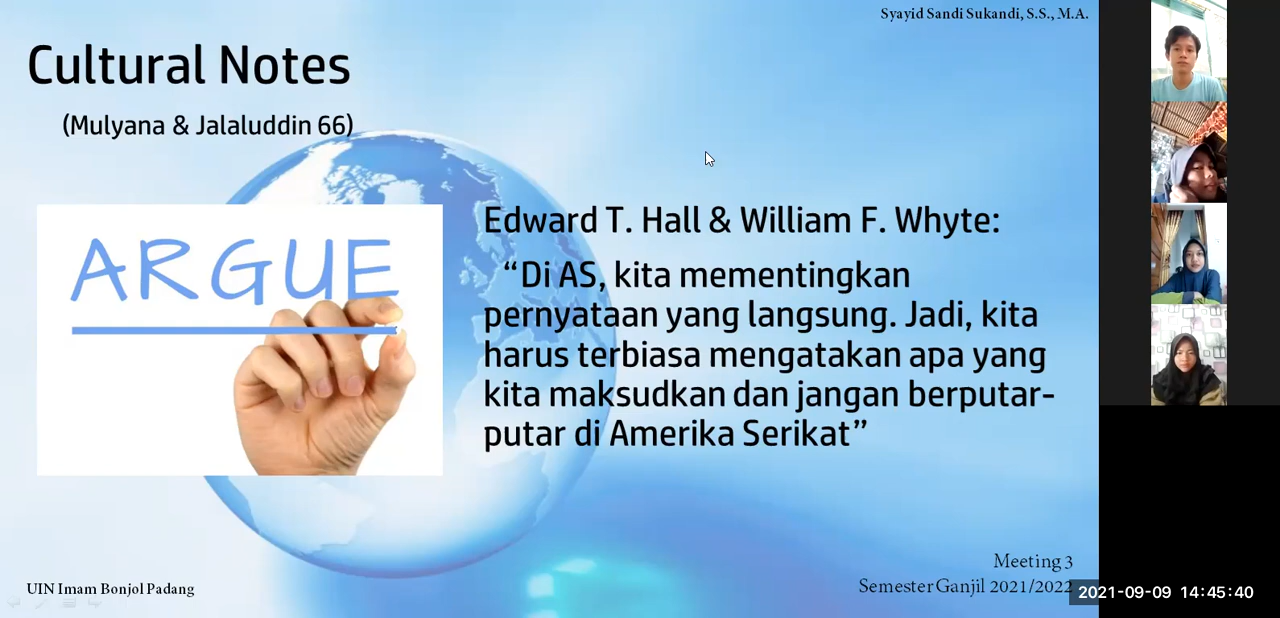 Syayid Sandi Sukandi, S.S., M.A.
Cultural Notes
(Mulyana & Jalaluddin 66)
ARGUE
Edward T. Hall & William F. Whyte:
“Di AS, kita mementingkan
pernyataan yang langsung. Jadi, kita
harus terbiasa mengatakan apa yang
kita maksudkan dan jangan berputar-
putar di Amerika Serikat”
Meeting 3
Semester Ganjil 2021/2022
UIN Imam Bonjol Padang
2021-09-09 14:45:40